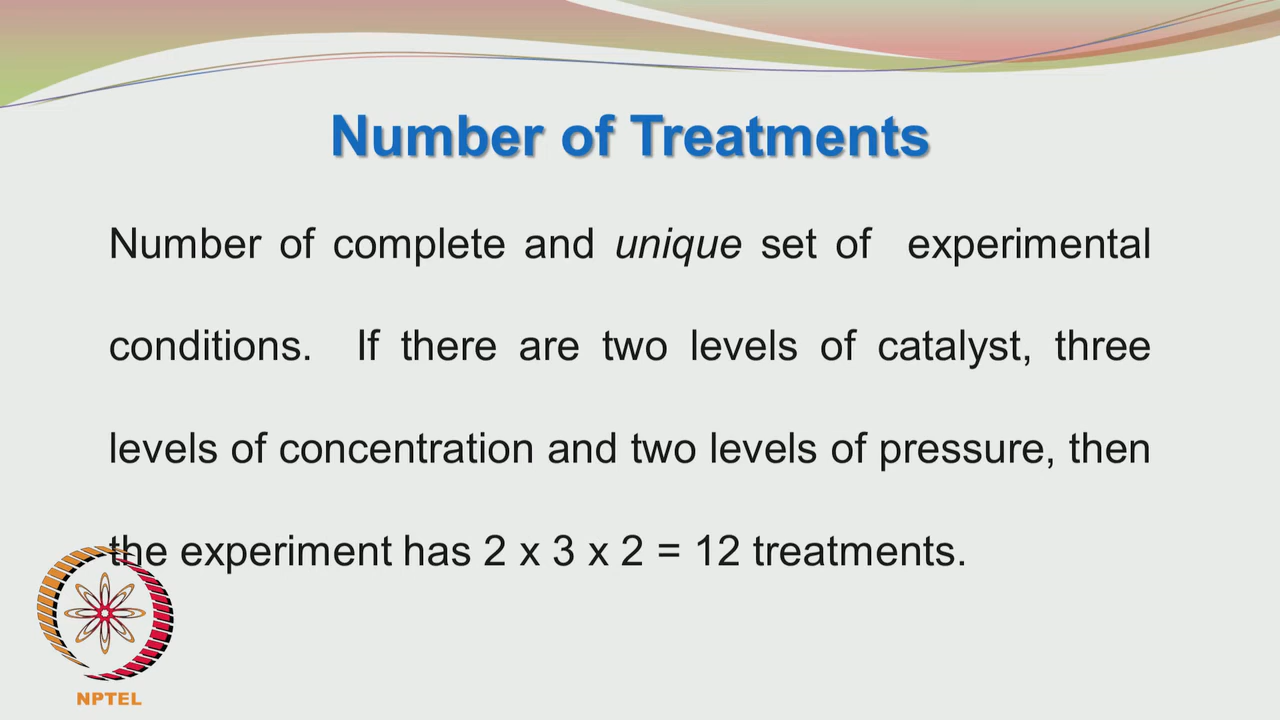 Number of Treatments
Number of complete and unique set of experimental
conditions. If there are two levels of catalyst, three
levels of concentration and two levels of pressure, then
the experiment has 2 x 3 x 2 = 12 treatments.
NPTEL